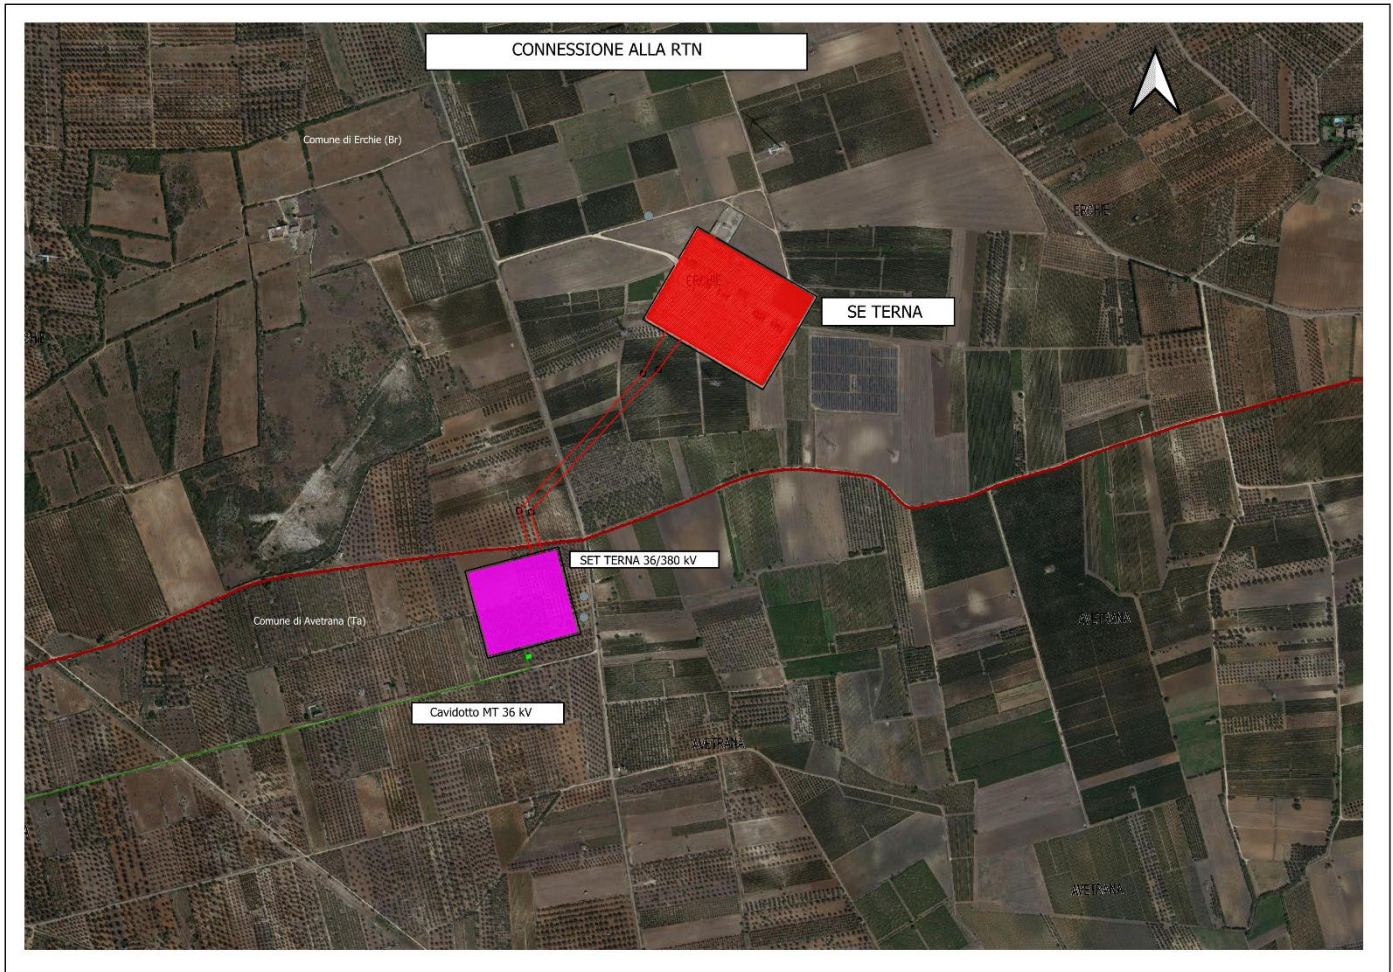 CONNESSIONE ALLA RTN
Comune di Erchie (Br)
ERCHIE
ERCHIE
SE TERNA
SET TERNA 36/380 kV
Comune di Avetrana (Ta)
AVETRANA
Cavidotto MT 36 kV
AVETRANA
AVETRANA